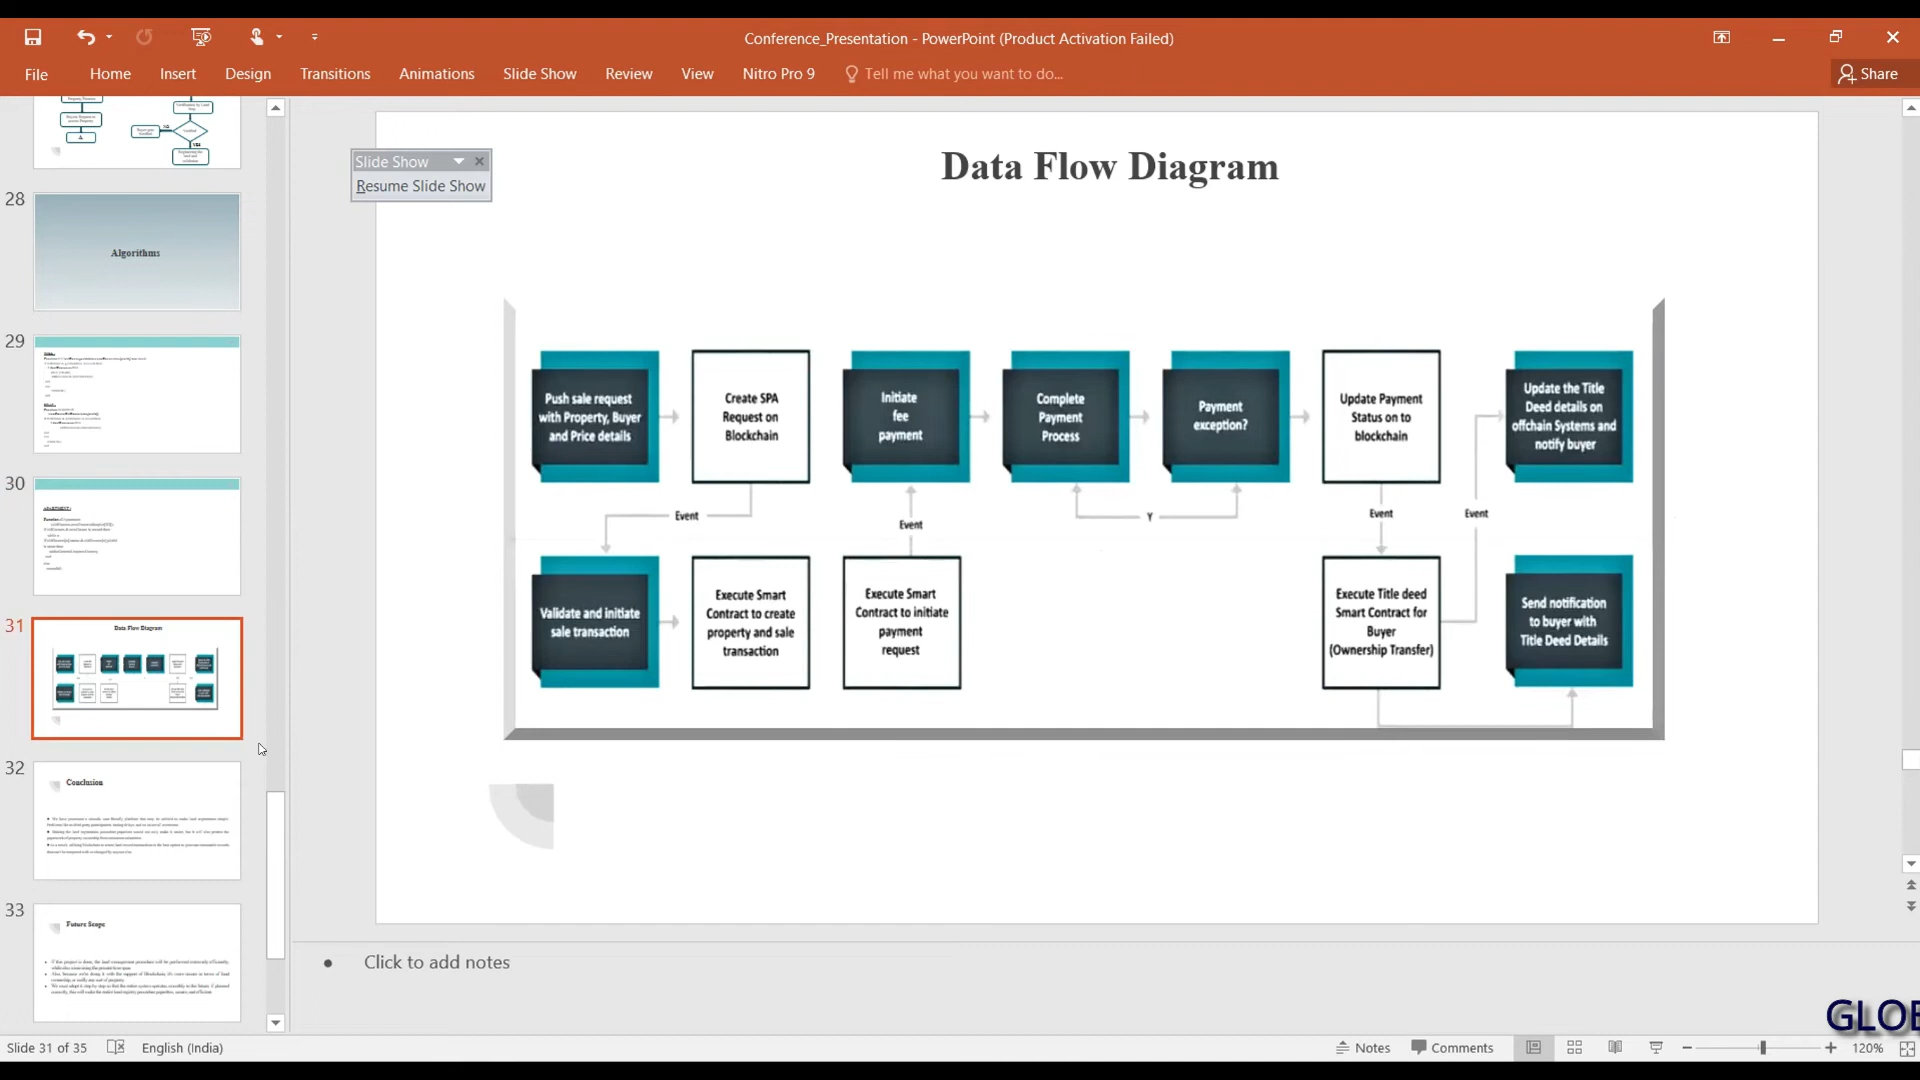 Conference_Presentation - PowerPoint (Product Activation Failed)
File
Home
Insert
Design
Transitions
Animations
Slide Show
Review
View
Nitro Pro 9
Tell me what you want to do...
Share
28
Algorithms
29
30
31
Data Flow Diagram
32
Conclusion
33
Future Scope
Slide Show
Resume Slide Show
Data Flow Diagram
Push sale request
with Property, Buyer
and Price details
Create SPA
Request on
Blockchain
Initiate
fee
payment
Complete
Payment
Process
Payment
exception?
Update Payment
Status on to
blockchain
Update the Title
Deed details on
offchain Systems and
notify buyer
Event
Event
Y
Event
Event
Validate and initiate
sale transaction
Execute Smart
Contract to create
property and sale
transaction
Execute Smart
Contract to initiate
payment
request
Execute Title deed
Smart Contract for
Buyer
(Ownership Transfer)
Send notification
to buyer with
Title Deed Details
Click to add notes
Slide 31 of 35
English (India)
Notes
Comments
120%